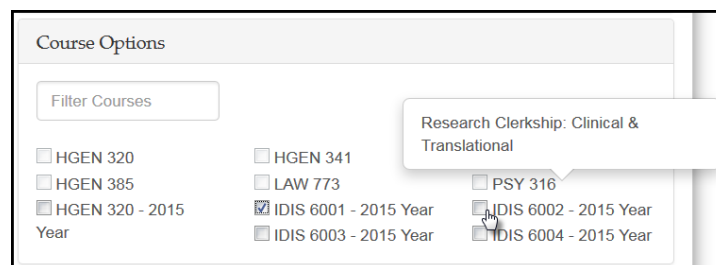 Course Options
Filter Courses
Research Clerkship: Clinical &
Translational
HGEN 320
HGEN 341
HGEN 385
LAW 773
PSY 316
HGEN 320 - 2015
Year
IDIS 6001 - 2015 Year
IDIS 6002 - 2015 Year
IDIS 6003 - 2015 Year
IDIS 6004 - 2015 Year